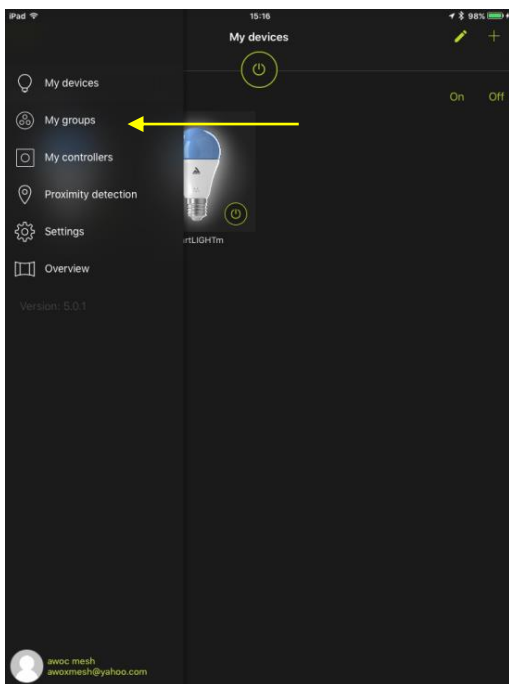 iPad 15:16 98%
My devices
My devices
On Off
My groups
My controllers
Proximity detection
rtLIGHTm
Settings
Overview
Version: 5.0.1
awoc mesh
awoxmesh@yahoo.com